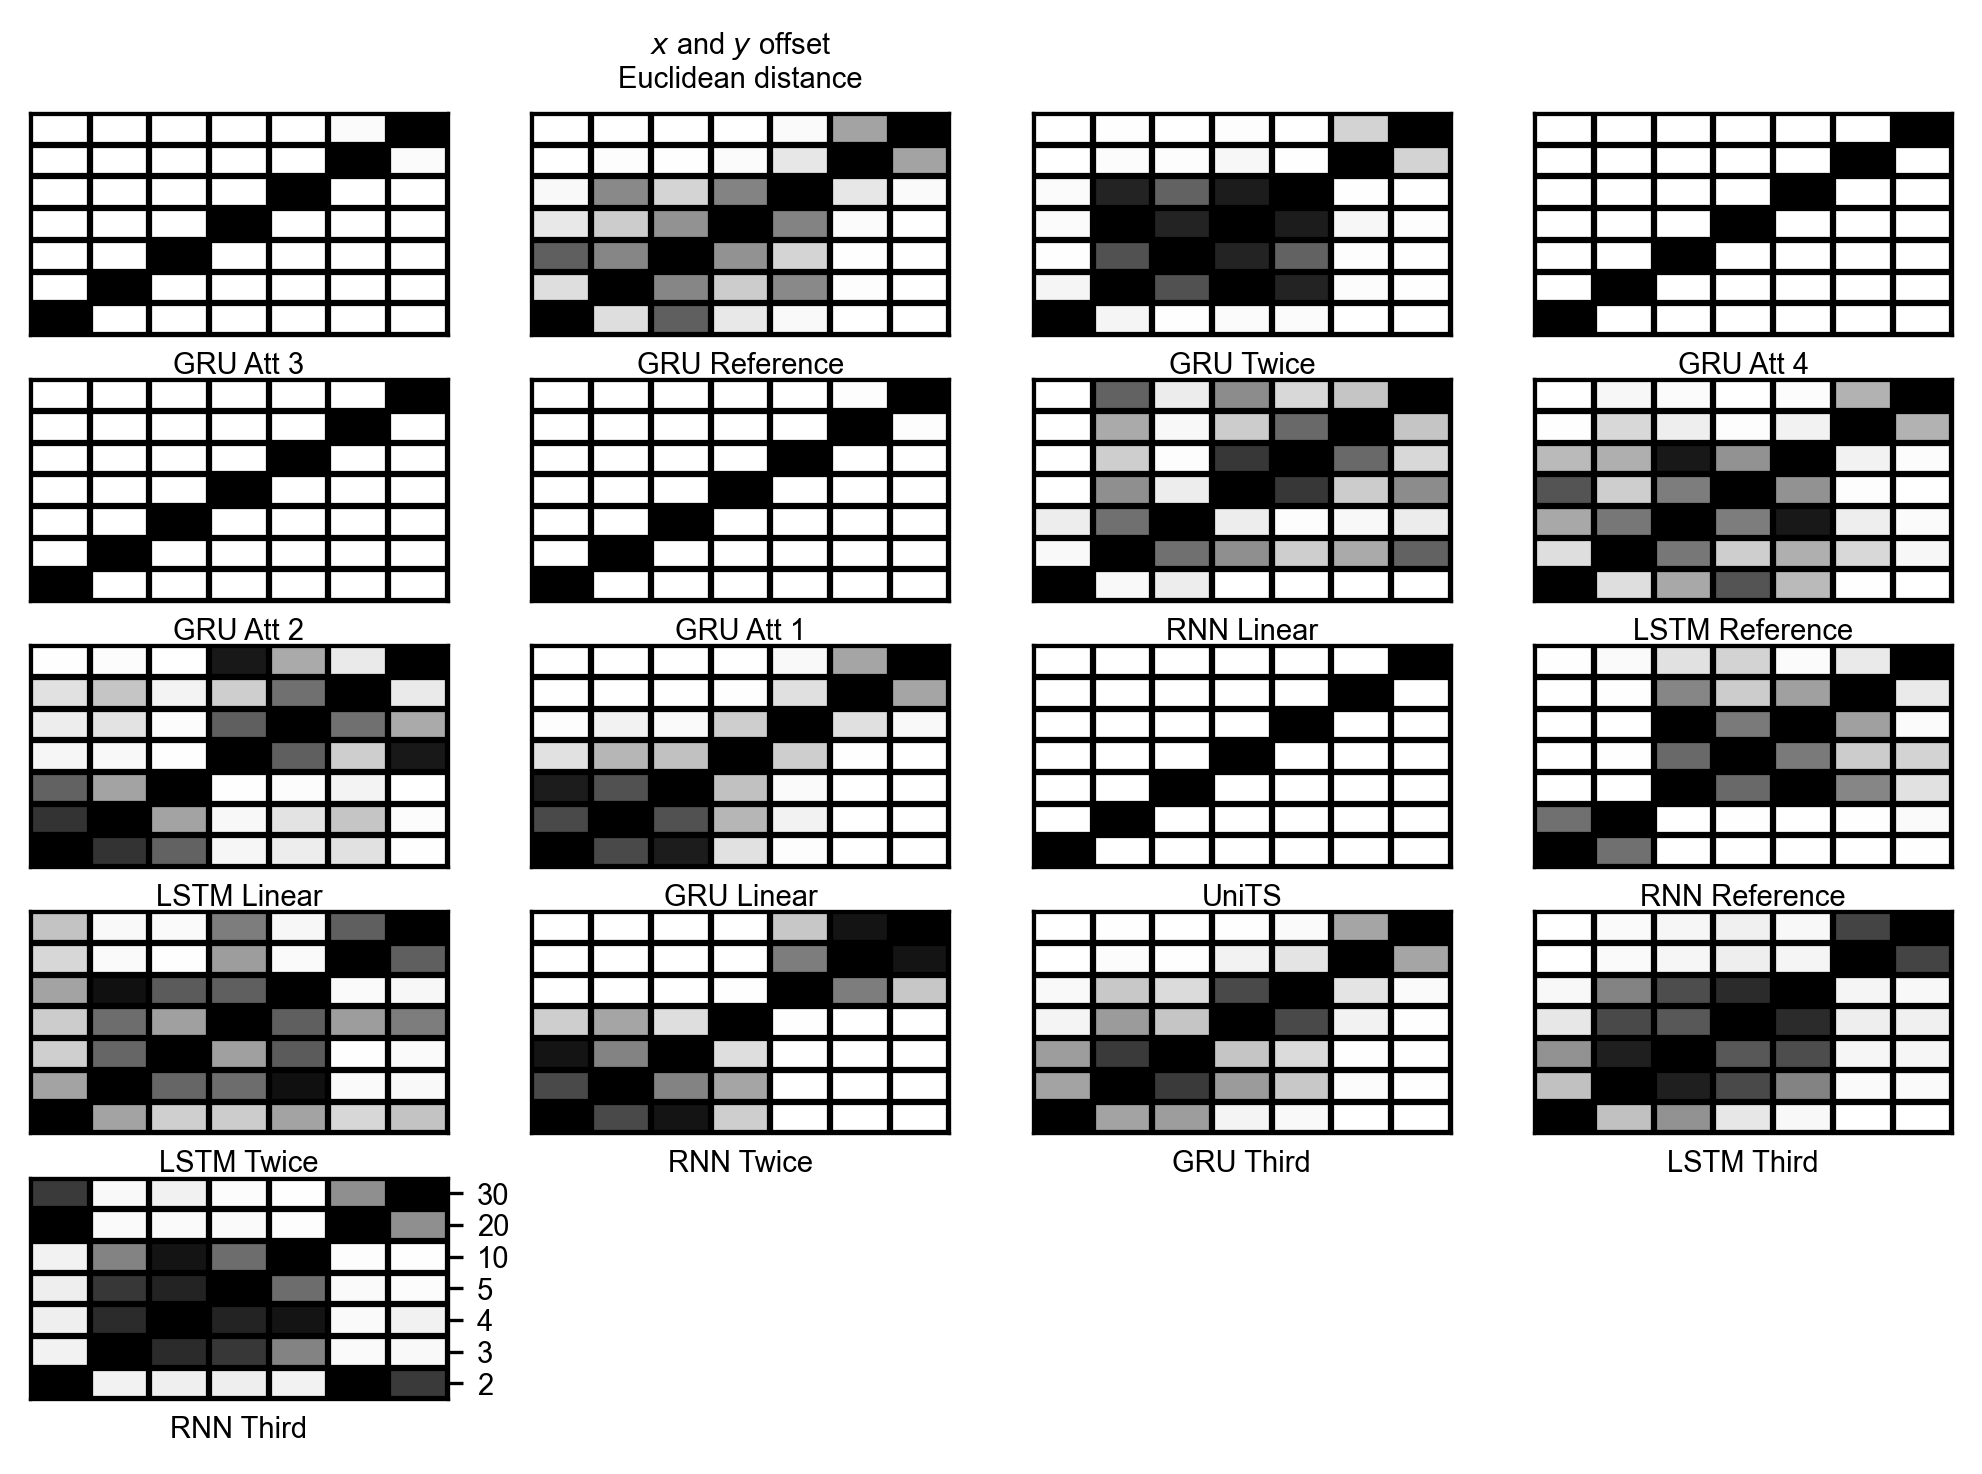 x and y offset
Euclidean distance
GRU Att 3
GRU Reference
GRU Twice
GRU Att 4
GRU Att 2
GRU Att 1
RNN Linear
LSTM Reference
LSTM Linear
GRU Linear
UniTS
RNN Reference
LSTM Twice
RNN Twice
GRU Third
LSTM Third
30
20
10
5
4
3
2
RNN Third